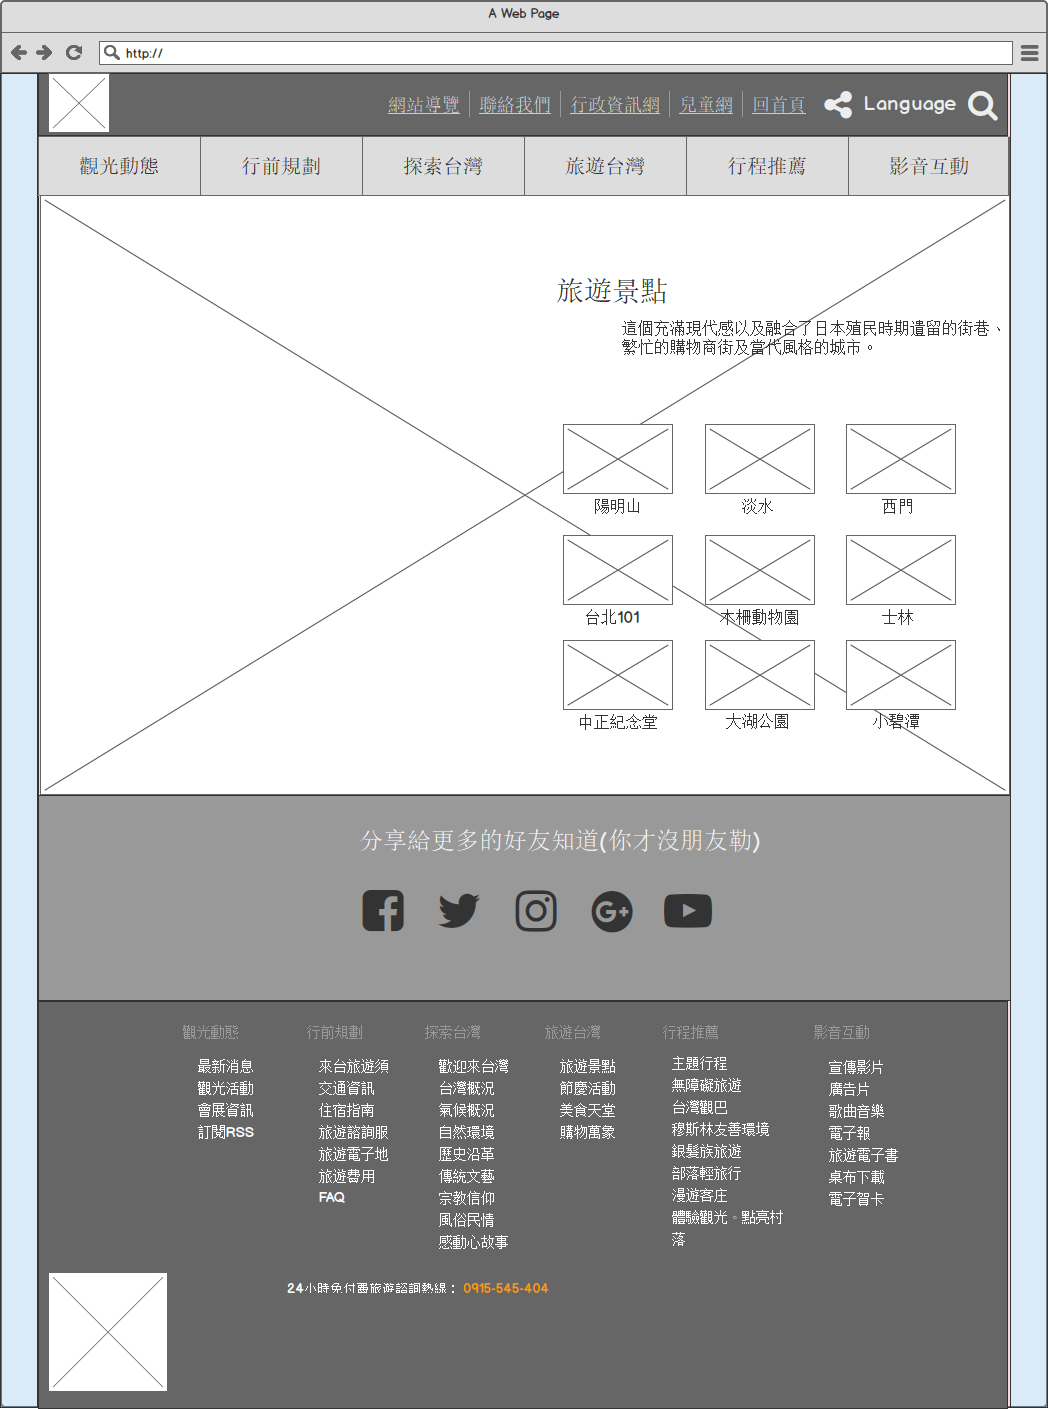 A Web Page
http://
網站導覽 聯絡我們 行政資訊網 兒童網 回首頁 Language
觀光動態 行前規劃 探索台灣 旅遊台灣 行程推薦 影音互動
旅遊景點
這個充滿現代感以及融合了日本殖民時期遺留的街巷、
繁忙的購物商街及當代風格的城市。
陽明山 淡水 西門
台北101 木柵動物園 士林
中正紀念堂 大湖公園 小碧潭
分享給更多的好友知道(你才沒朋友勒)
觀光動態
最新消息
觀光活動
會展資訊
訂閱RSS
行前規劃
來台旅遊須
交通資訊
住宿指南
旅遊諮詢服
旅遊電子地
旅遊費用
FAQ
探索台灣
歡迎來台灣
台灣概況
氣候概況
自然環境
歷史沿革
傳統文藝
宗教信仰
風俗民情
感動心故事
旅遊台灣
旅遊景點
節慶活動
美食天堂
購物萬象
行程推薦
主題行程
無障礙旅遊
台灣觀巴
穆斯林友善環境
銀髮族旅遊
部落輕旅行
漫遊客庄
體驗觀光。點亮村
落
影音互動
宣傳影片
廣告片
歌曲音樂
電子報
旅遊電子書
桌布下載
電子賀卡
24小時免付費旅遊諮詢熱線： 0915-545-404